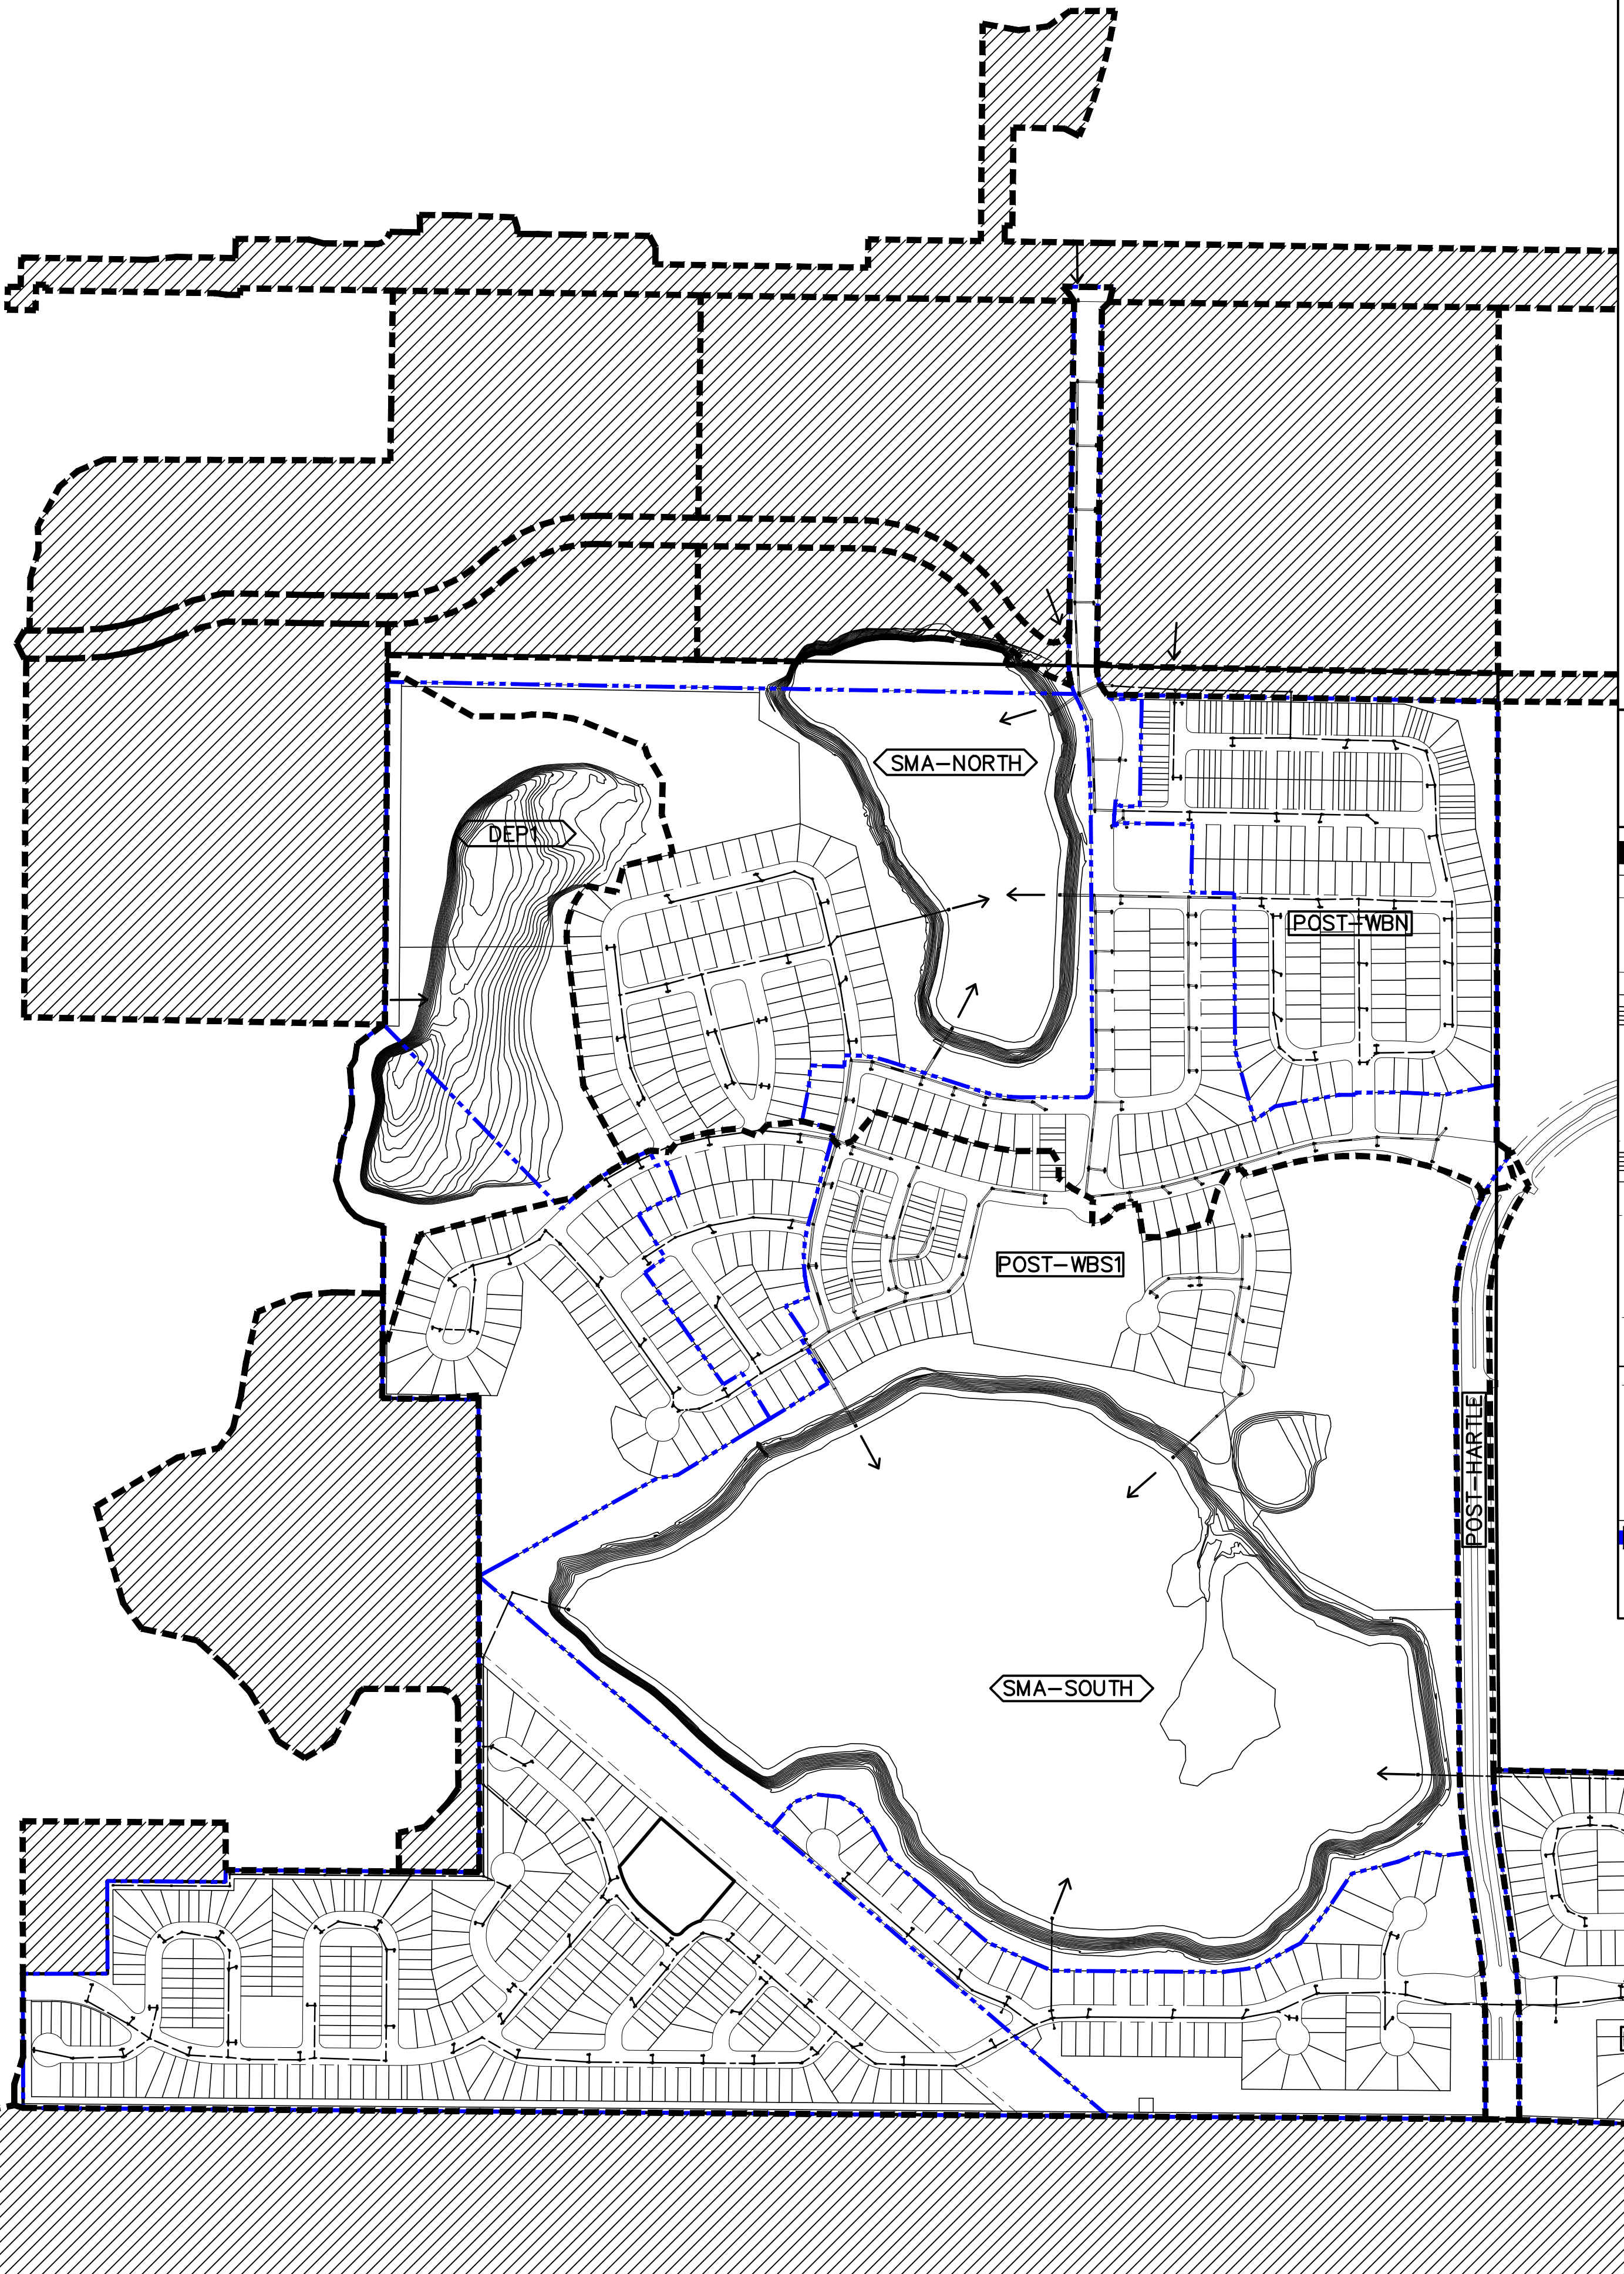 SMA-NORTH
DEP1
POST-WBN
POST-WBS1
POST-HARTLE
SMA-SOUTH